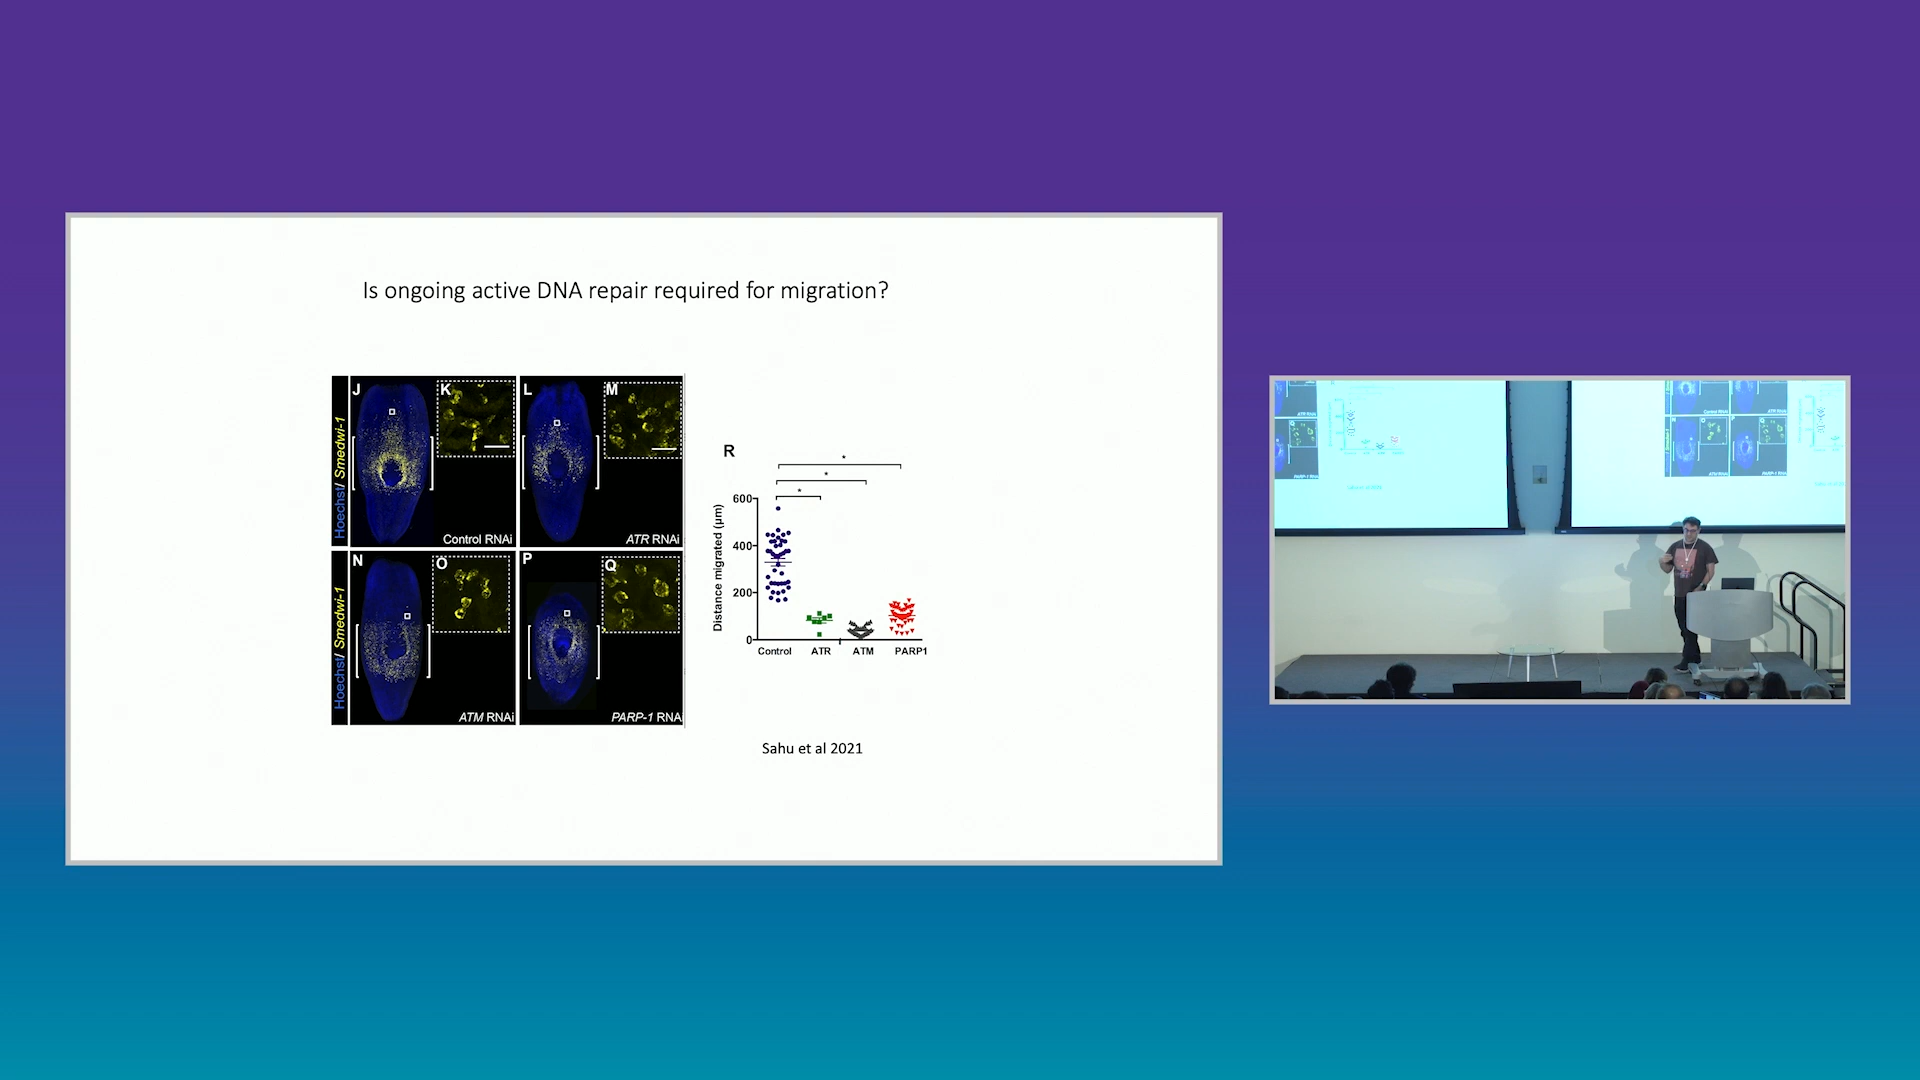 Is ongoing active DNA repair required for migration?
Hoechst/ Smedwi-1
J
K
Control RNAi
L
M
ATR RNAi
Hoechst/ Smedwi-1
N
O
ATM RNAi
P
Q
PARP-1 RNA
R
*
*
*
Distance migrated (µm)
600
400
200
0
Control ATR ATM PARP1
Sahu et al 2021